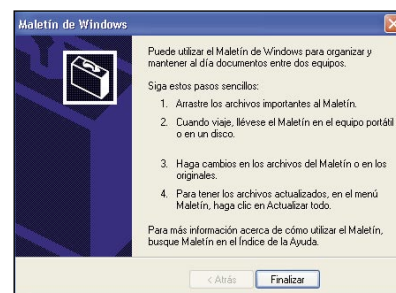 Maletín de Windows
Puede utilizar el Maletín de Windows para organizar y
mantener al día documentos entre dos equipos.
Siga estos pasos sencillos:
1. Arrastre los archivos importantes al Maletín.
2. Cuando viaje, llévese el Maletín en el equipo portátil
o en un disco.
3. Haga cambios en los archivos del Maletín o en los
originales.
4. Para tener los archivos actualizados, en el menú
Maletín, haga clic en Actualizar todo.
Para más información acerca de cómo utilizar el Maletín,
busque Maletín en el Índice de la Ayuda.
< Atrás Finalizar